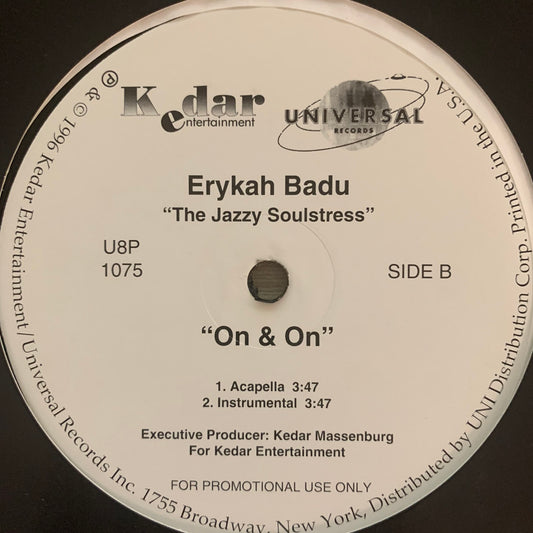 Kedar
entertainment
UNIVERSAL
RECORDS
Erykah Badu
“The Jazzy Soulstress”
U8P
1075
SIDE B
“On & On”
1. Acapella 3:47
2. Instrumental 3:47
Executive Producer: Kedar Massenburg
For Kedar Entertainment
FOR PROMOTIONAL USE ONLY
℗ & © 1996 Kedar Entertainment/Universal Records Inc. 1755 Broadway, New York, Distributed by UNI Distribution Corp. Printed in the U.S.A.